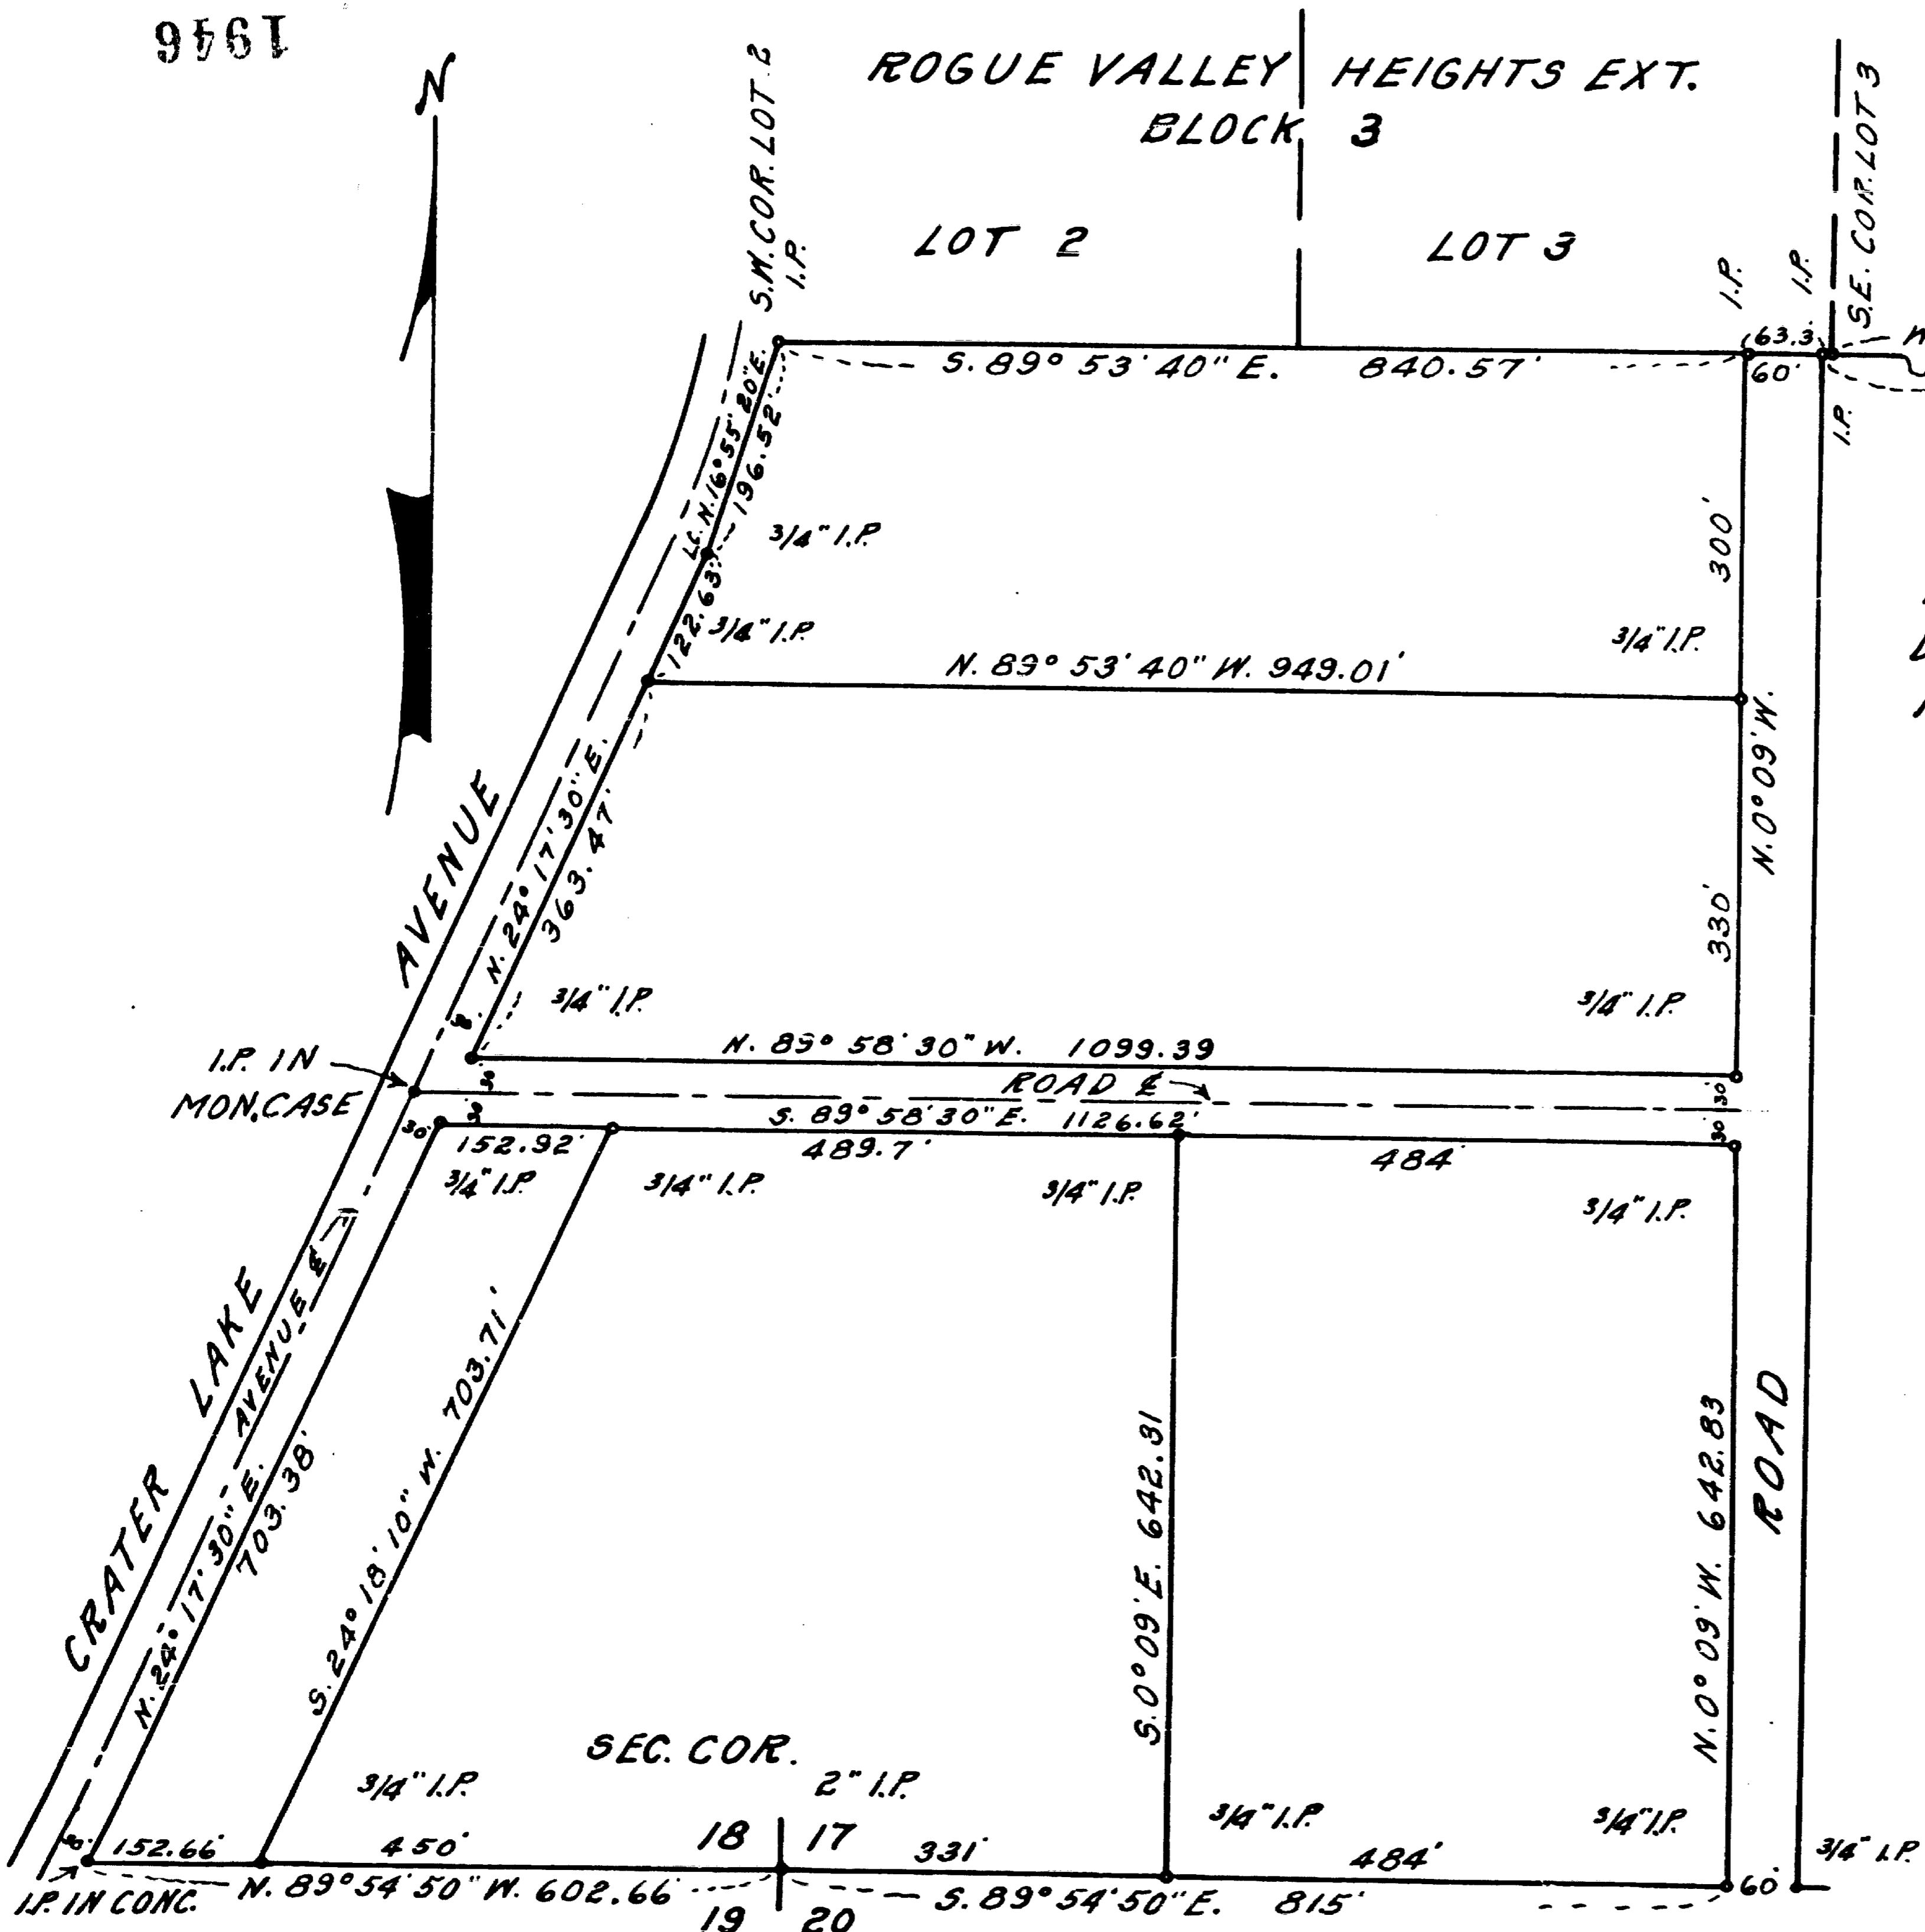 1946
N
ROGUE VALLEY HEIGHTS EXT.
BLOCK 3
S.W. COR. LOT 2
I.P.
LOT 2
LOT 3
I.P.
I.P.
S.E. COR. LOT 3
S. 89° 53' 40" E. 840.57'
63.3'
60'
I.P.
L.C. N. 16° 55' 20" E.
196.52'
3/4" I.P.
122.63'
3/4" I.P.
300'
3/4" I.P.
N. 89° 53' 40" W. 949.01'
N. 0° 09' W.
330'
N. 24° 17' 30" E.
363.47'
AVENUE
3/4" I.P.
3/4" I.P.
N. 89° 58' 30" W. 1099.39
I.P. IN
MON. CASE
30
30'
ROAD ℄
S. 89° 58' 30" E. 1126.62'
30'
30'
152.92'
489.7'
484'
3/4" I.P.
3/4" I.P.
3/4" I.P.
3/4" I.P.
CRATER LAKE
AVENUE ℄
N. 24° 17' 30" E.
703.38'
S. 24° 18' 10" W. 703.71'
S. 0° 09' E. 642.31
N. 0° 09' W. 642.83
ROAD
SEC. COR.
3/4" I.P.
2" I.P.
3/4" I.P.
3/4" I.P.
3/4" I.P.
152.66'
450'
18 17
331'
484'
60'
I.P. IN CONC.
N. 89° 54' 50" W. 602.66'
S. 89° 54' 50" E. 815'
19 20